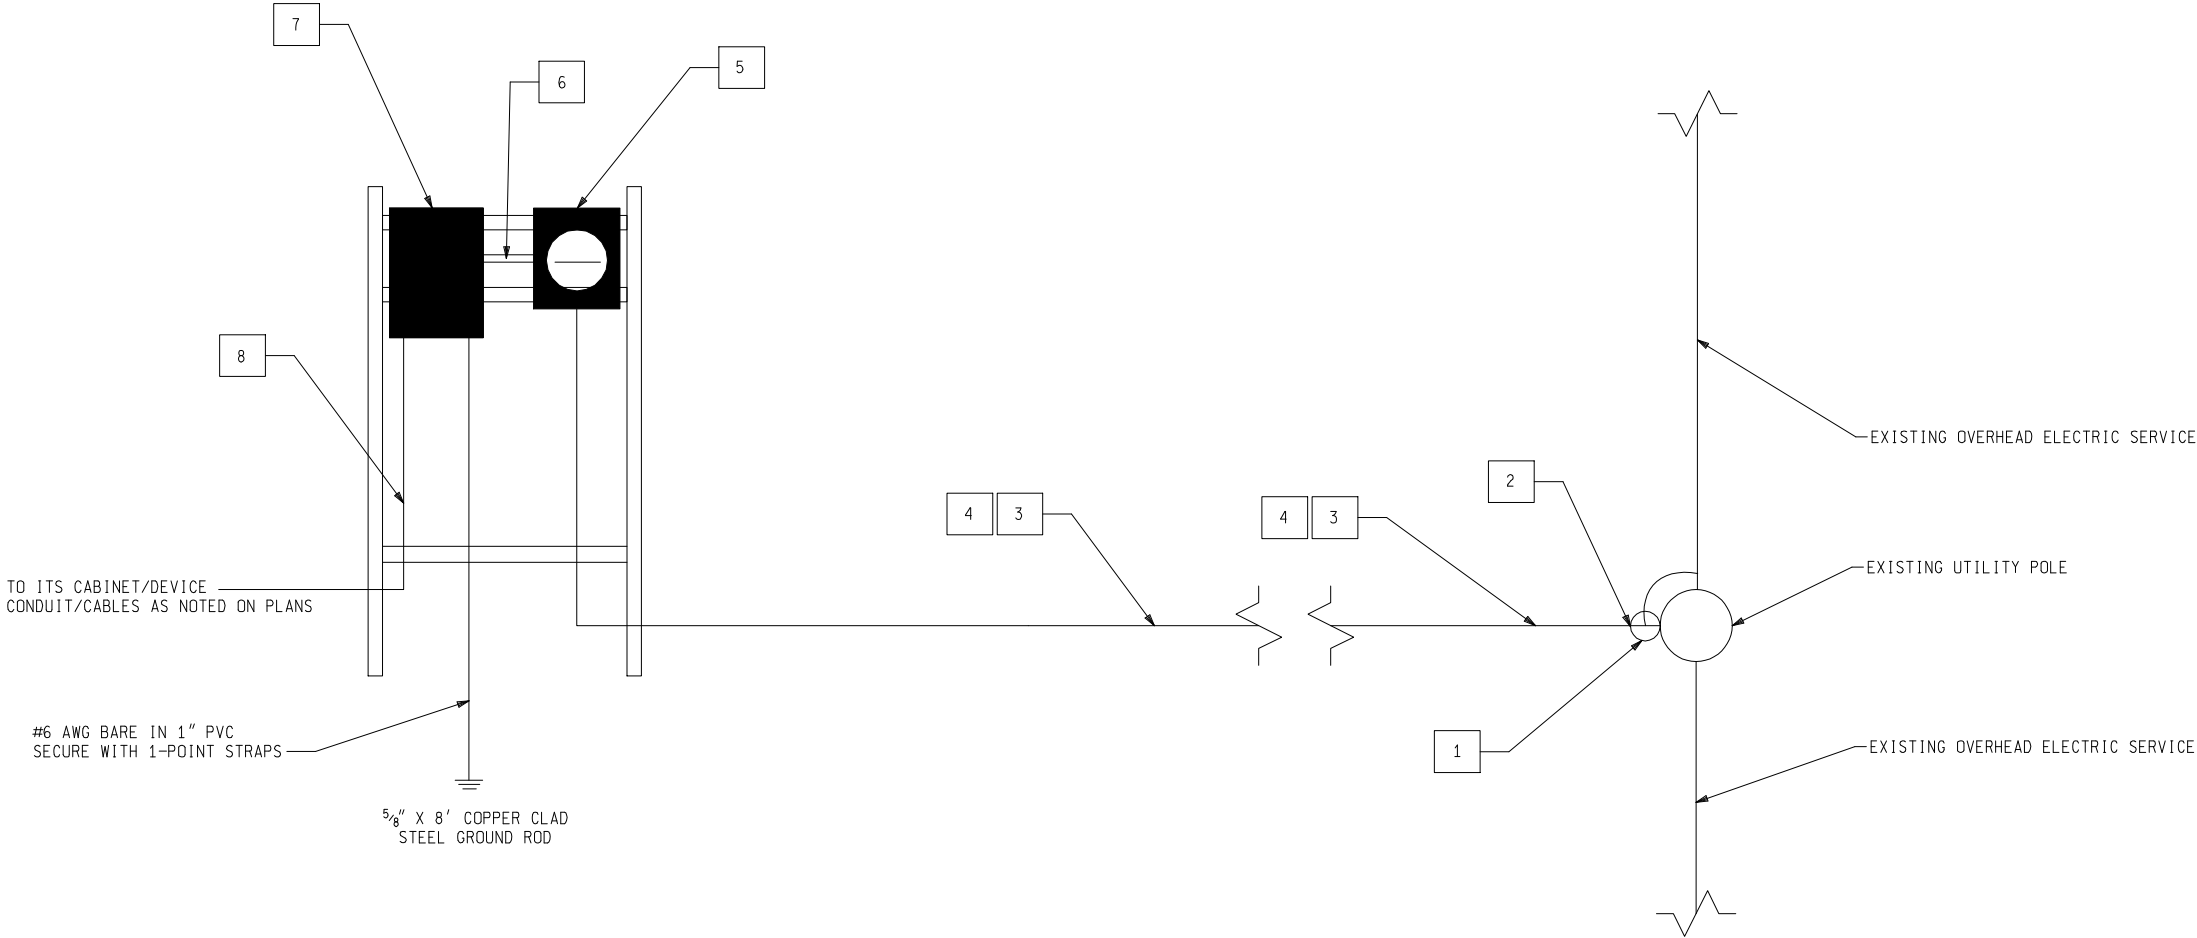 7
5
6
8
EXISTING OVERHEAD ELECTRIC SERVICE
2
4 3
4 3
EXISTING UTILITY POLE
TO ITS CABINET/DEVICE
CONDUIT/CABLES AS NOTED ON PLANS
#6 AWG BARE IN 1" PVC
SECURE WITH 1-POINT STRAPS
1
EXISTING OVERHEAD ELECTRIC SERVICE
5/8" X 8' COPPER CLAD
STEEL GROUND ROD